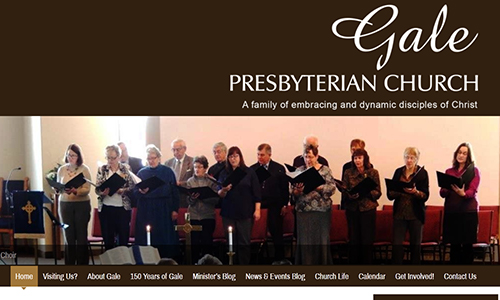 Gale
PRESBYTERIAN CHURCH
A family of embracing and dynamic disciples of Christ
Choir
Home Visiting Us? About Gale 150 Years of Gale Minister's Blog News & Events Blog Church Life Calendar Get Involved! Contact Us